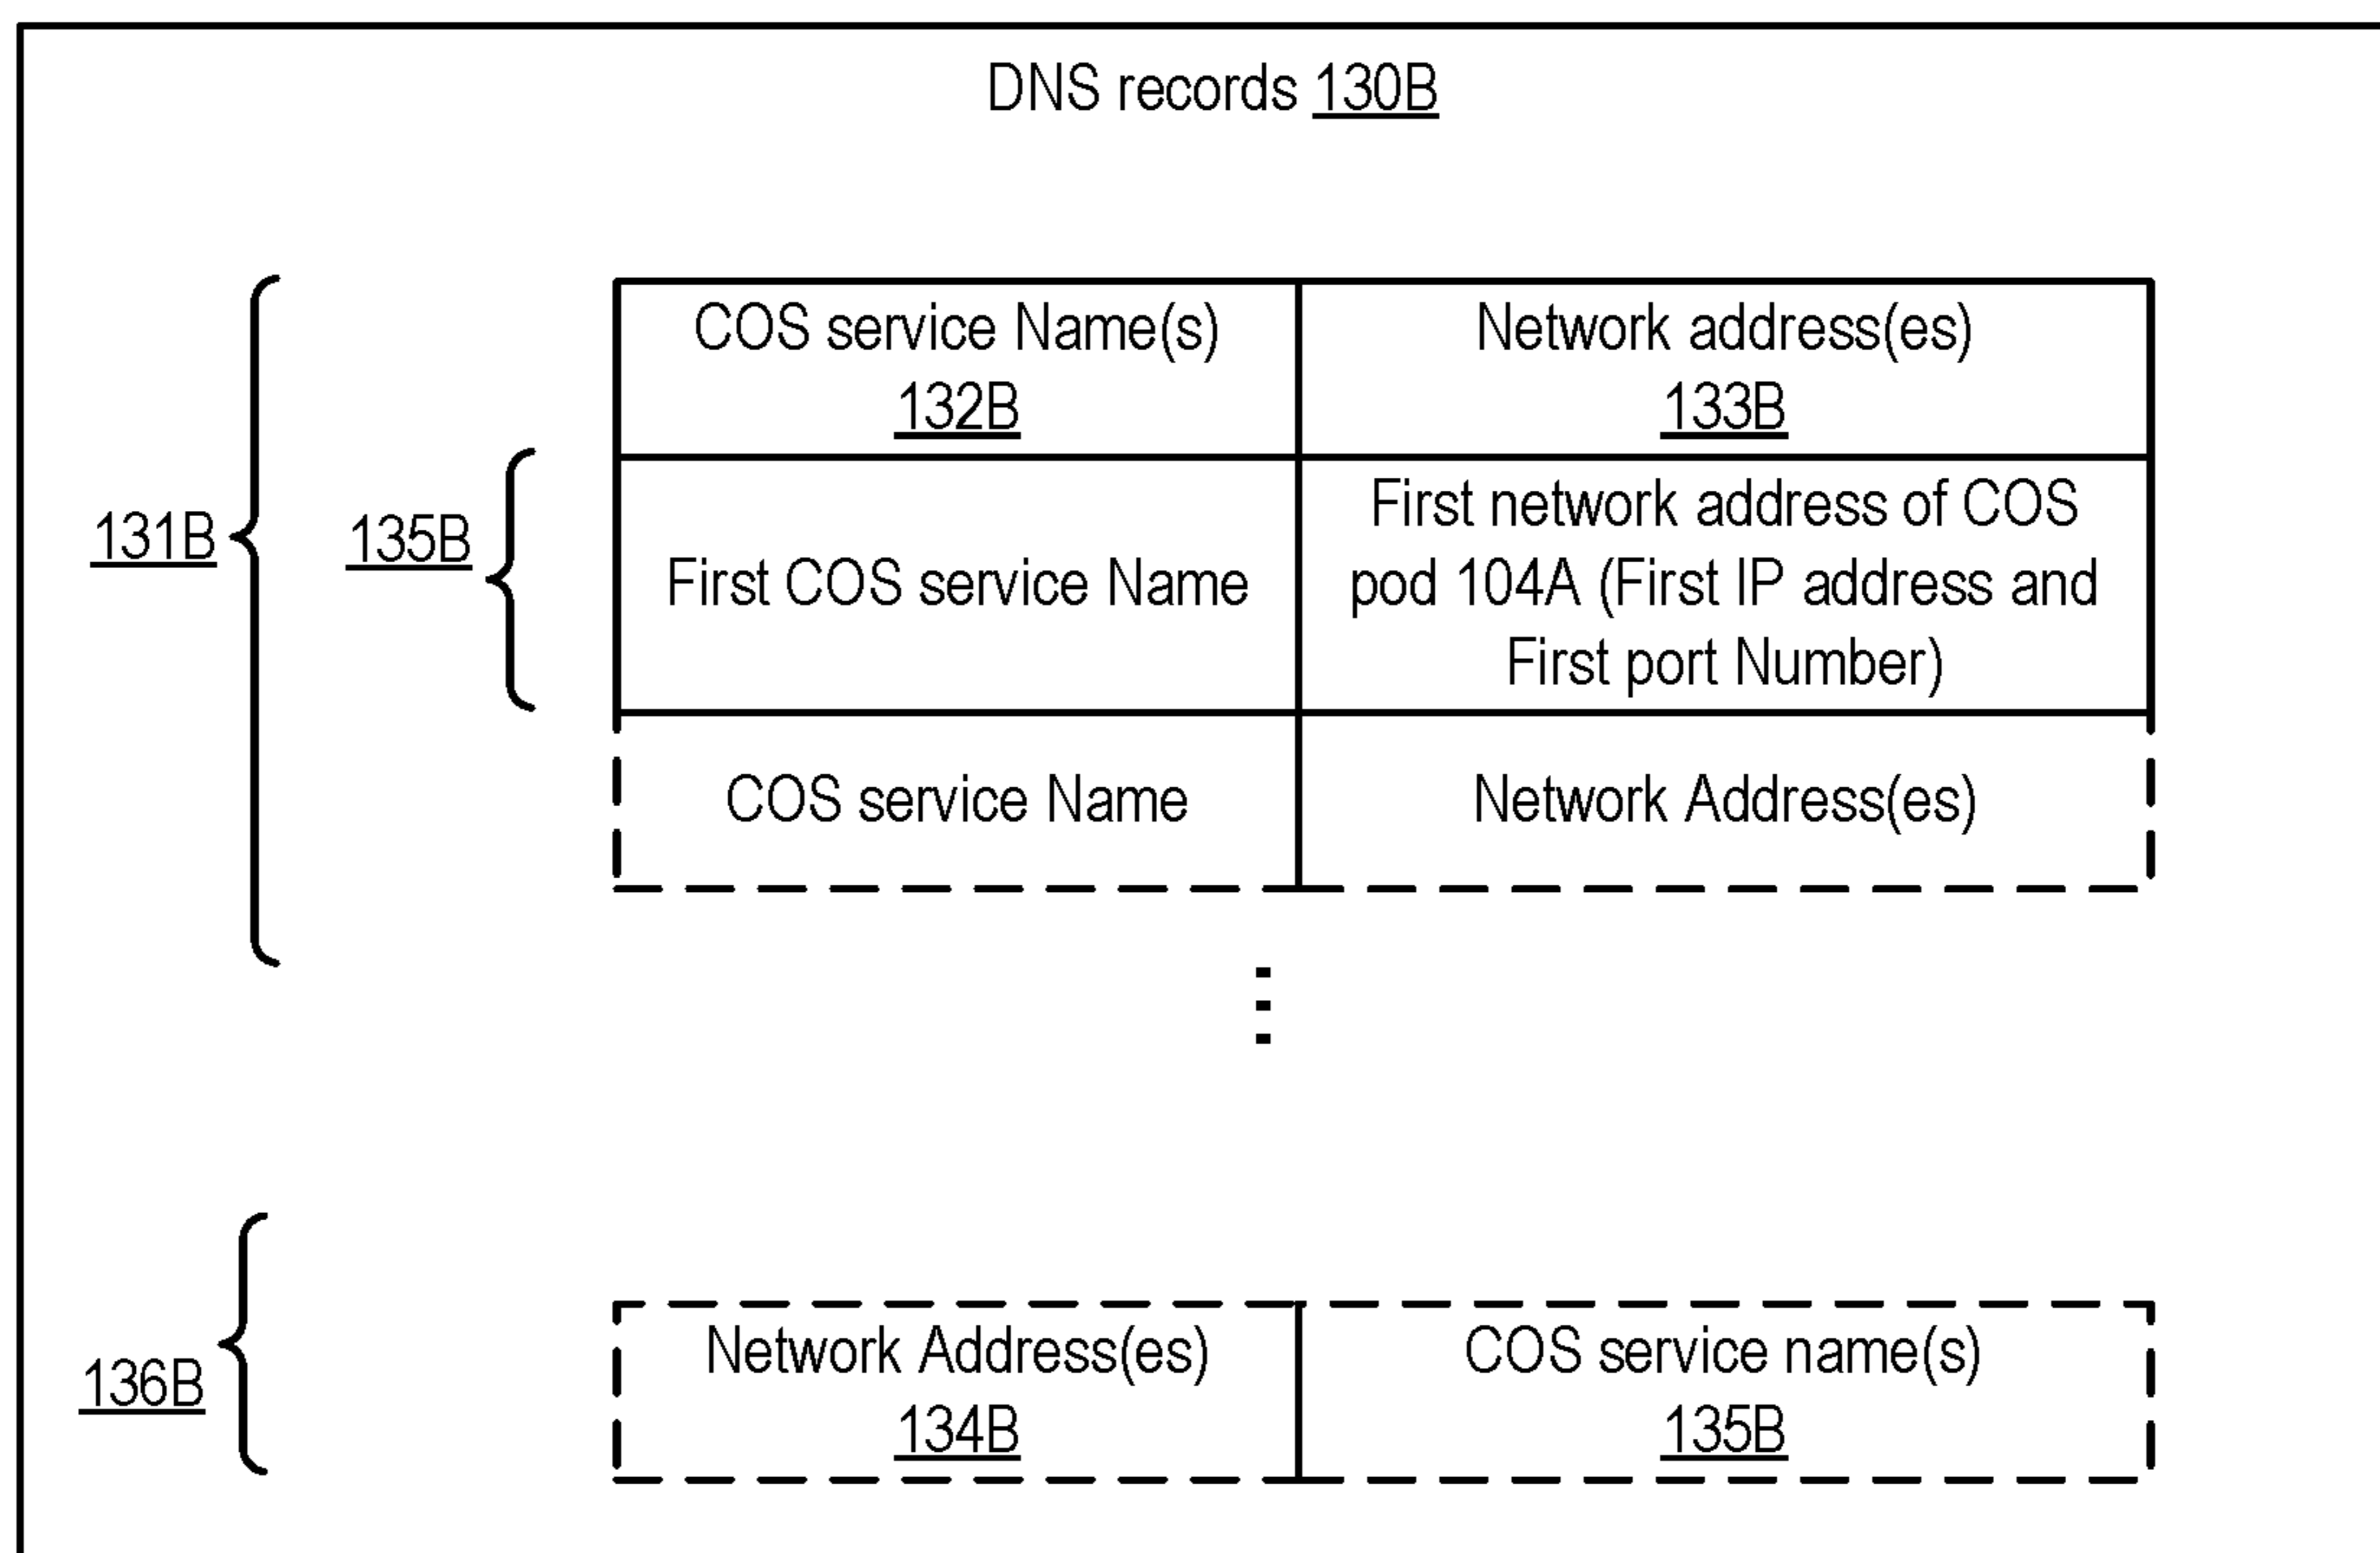 DNS records 130B
COS service Name(s)
132B
Network address(es)
133B
131B
135B
First COS service Name
First network address of COS
pod 104A (First IP address and
First port Number)
COS service Name
Network Address(es)
136B
Network Address(es)
134B
COS service name(s)
135B